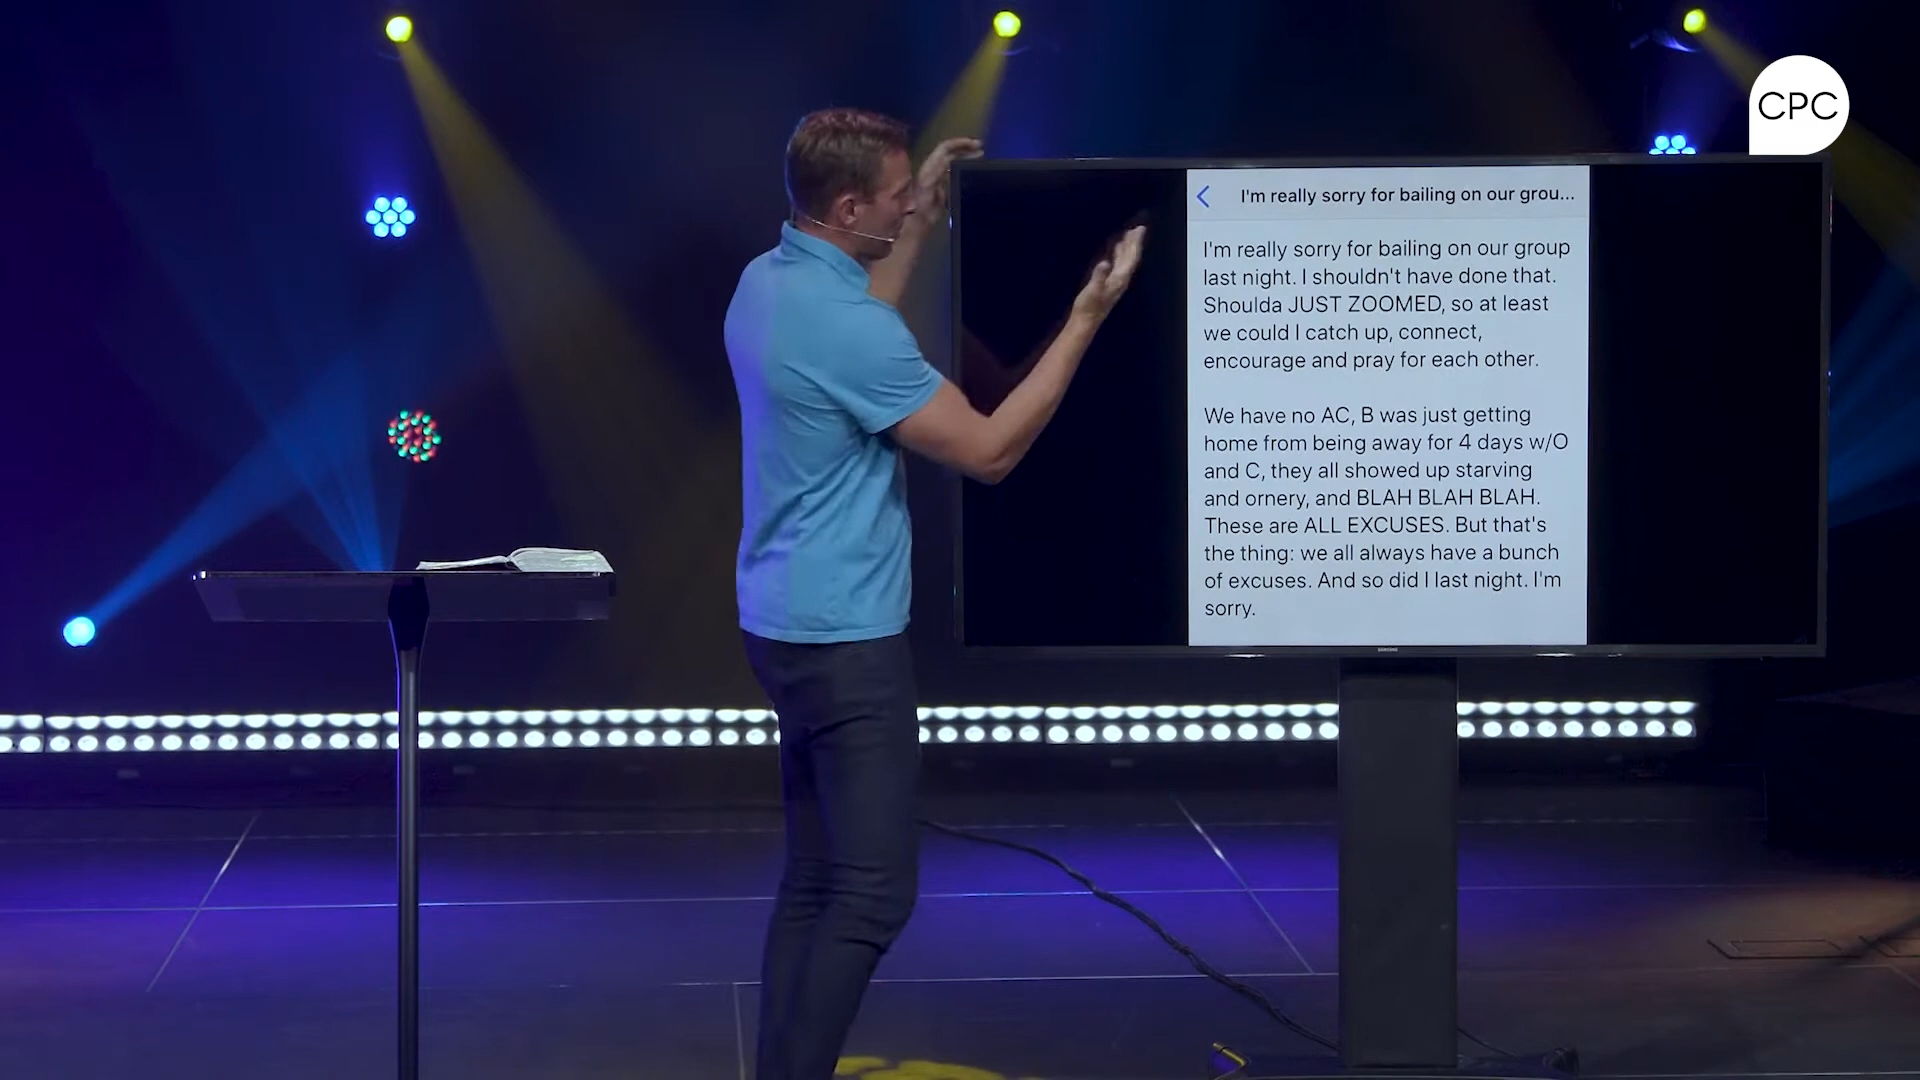 CPC
I'm really sorry for bailing on our grou...
I'm really sorry for bailing on our group
last night. I shouldn't have done that.
Shoulda JUST ZOOMED, so at least
we could I catch up, connect,
encourage and pray for each other.
We have no AC, B was just getting
home from being away for 4 days w/O
and C, they all showed up starving
and ornery, and BLAH BLAH BLAH.
These are ALL EXCUSES. But that's
the thing: we all always have a bunch
of excuses. And so did I last night. I'm
sorry.
SAMSUNG